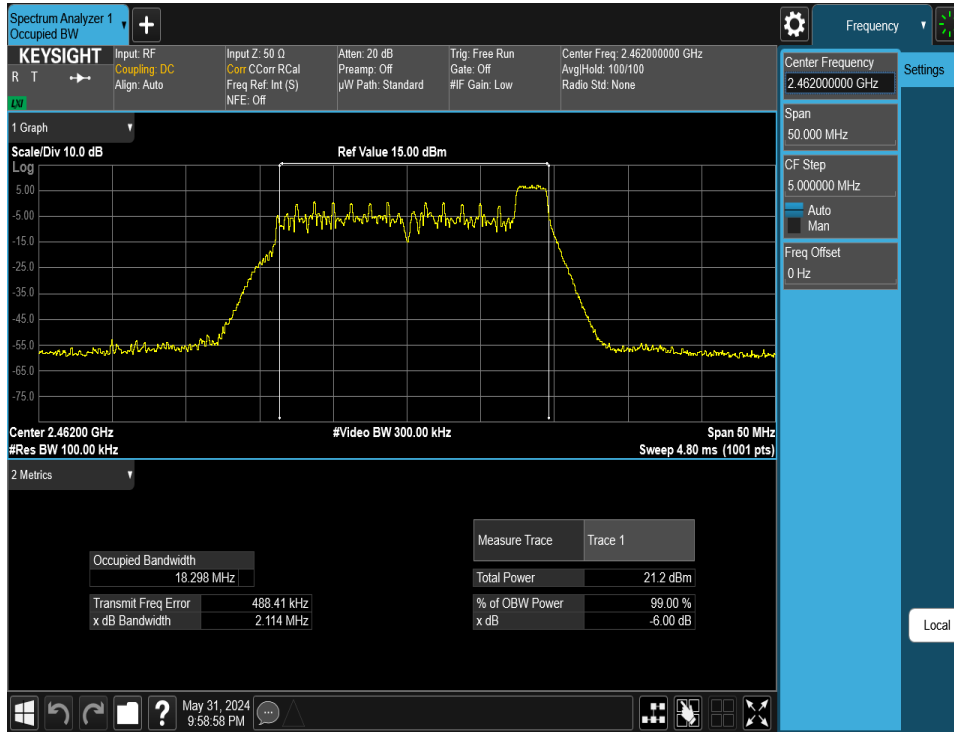 Spectrum Analyzer 1
Occupied BW
+
Frequency
KEYSIGHT
R T
LXI
Input: RF
Coupling: DC
Align: Auto
Input Z: 50 Ω
Corr CCorr RCal
Freq Ref: Int (S)
NFE: Off
Atten: 20 dB
Preamp: Off
µW Path: Standard
Trig: Free Run
Gate: Off
#IF Gain: Low
Center Freq: 2.462000000 GHz
Avg|Hold: 100/100
Radio Std: None
Center Frequency
2.462000000 GHz
Settings
Span
50.000 MHz
CF Step
5.000000 MHz
Auto
Man
Freq Offset
0 Hz
1 Graph
Scale/Div 10.0 dB
Ref Value 15.00 dBm
Log
5.00
-5.00
-15.0
-25.0
-35.0
-45.0
-55.0
-65.0
-75.0
Center 2.46200 GHz
#Video BW 300.00 kHz
Span 50 MHz
#Res BW 100.00 kHz
Sweep 4.80 ms (1001 pts)
2 Metrics
Occupied Bandwidth
18.298 MHz
Transmit Freq Error 488.41 kHz
x dB Bandwidth 2.114 MHz
Measure Trace Trace 1
Total Power 21.2 dBm
% of OBW Power 99.00 %
x dB -6.00 dB
Local
?
May 31, 2024
9:58:58 PM